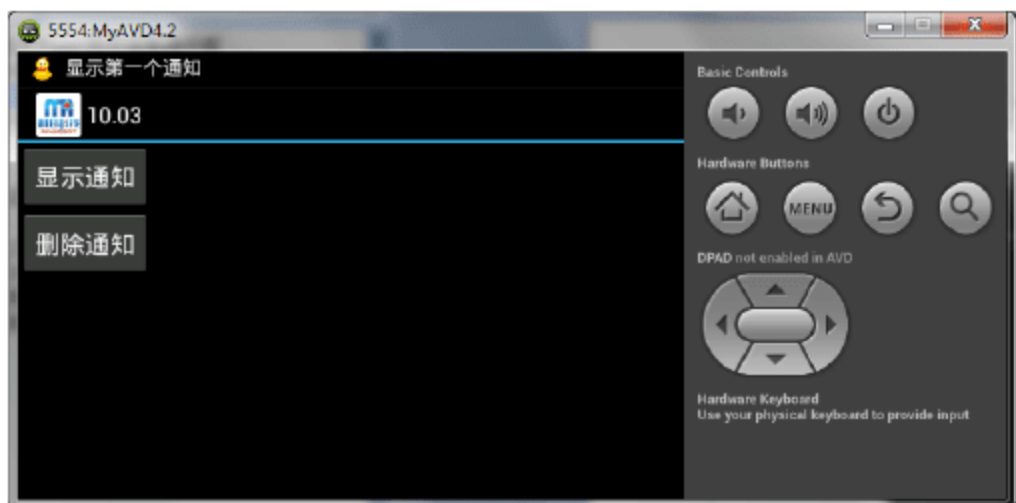 5554:MyAVD4.2
显示第一个通知
10.03
显示通知
删除通知
Basic Controls
Hardware Buttons
MENU
DPAD not enabled in AVD
Hardware Keyboard
Use your physical keyboard to provide input